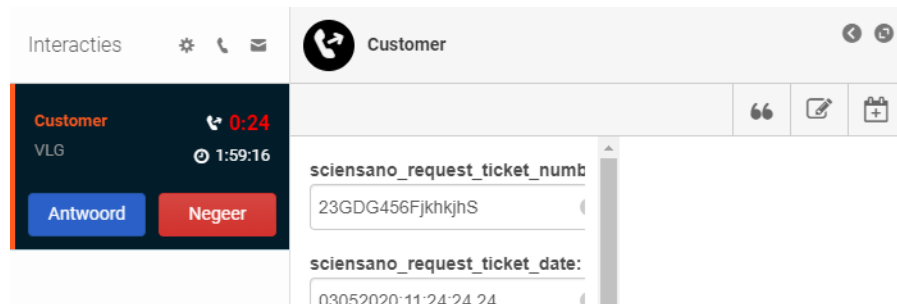 Interacties
Customer
Customer
0:24
VLG
1:59:16
Antwoord
Negeer
sciensano_request_ticket_numb
23GDG456FjkhkjhS
sciensano_request_ticket_date:
03052020:11:24:24.24